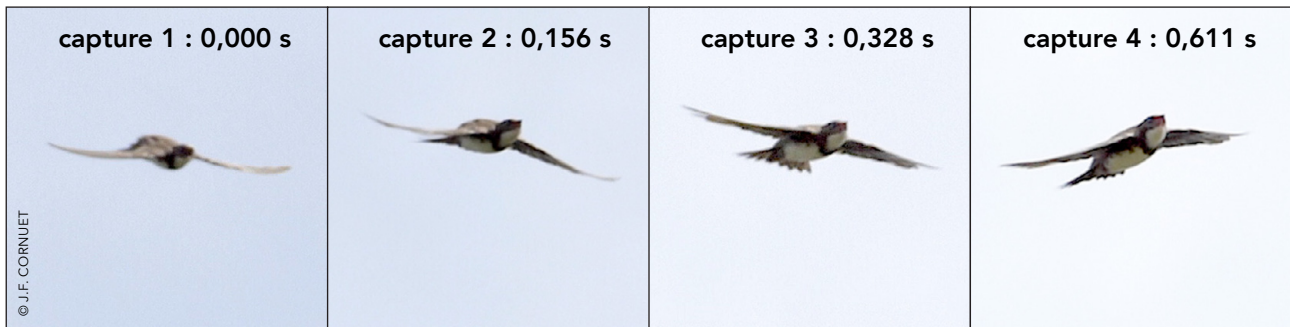 capture 1 : 0,000 s
capture 2 : 0,156 s
capture 3 : 0,328 s
capture 4 : 0,611 s
© J.F. CORNUET